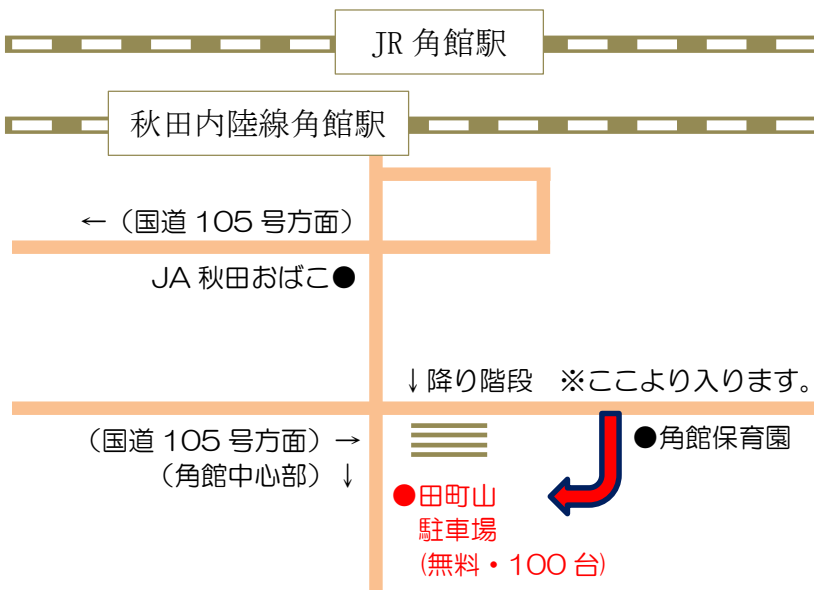 JR 角館駅
秋田内陸線角館駅
←（国道 105 号方面）
JA 秋田おばこ●
↓降り階段　※ここより入ります。
（国道 105 号方面）→
（角館中心部）↓
●角館保育園
●田町山
駐車場
(無料・100 台)